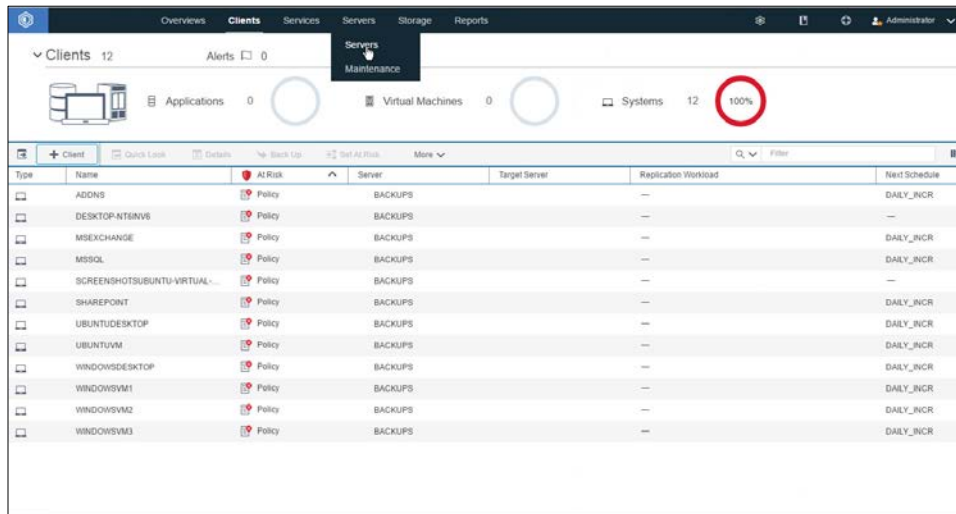 Overviews Clients Services Servers Storage Reports Administrator
Servers
Maintenance
Clients 12 Alerts 0
Applications 0 Virtual Machines 0 Systems 12 100%
+ Client Quick Look Details Back Up Set At Risk More Filter
Type Name At Risk Server Target Server Replication Workload Next Schedule
ADDNS Policy BACKUPS — DAILY_INCR
DESKTOP-NT6INV6 Policy BACKUPS — —
MSEXCHANGE Policy BACKUPS — DAILY_INCR
MSSQL Policy BACKUPS — DAILY_INCR
SCREENSHOTSUBUNTU-VIRTUAL-... Policy BACKUPS — —
SHAREPOINT Policy BACKUPS — DAILY_INCR
UBUNTUDESKTOP Policy BACKUPS — DAILY_INCR
UBUNTUVM Policy BACKUPS — DAILY_INCR
WINDOWSDESKTOP Policy BACKUPS — DAILY_INCR
WINDOWSVM1 Policy BACKUPS — DAILY_INCR
WINDOWSVM2 Policy BACKUPS — DAILY_INCR
WINDOWSVM3 Policy BACKUPS — DAILY_INCR